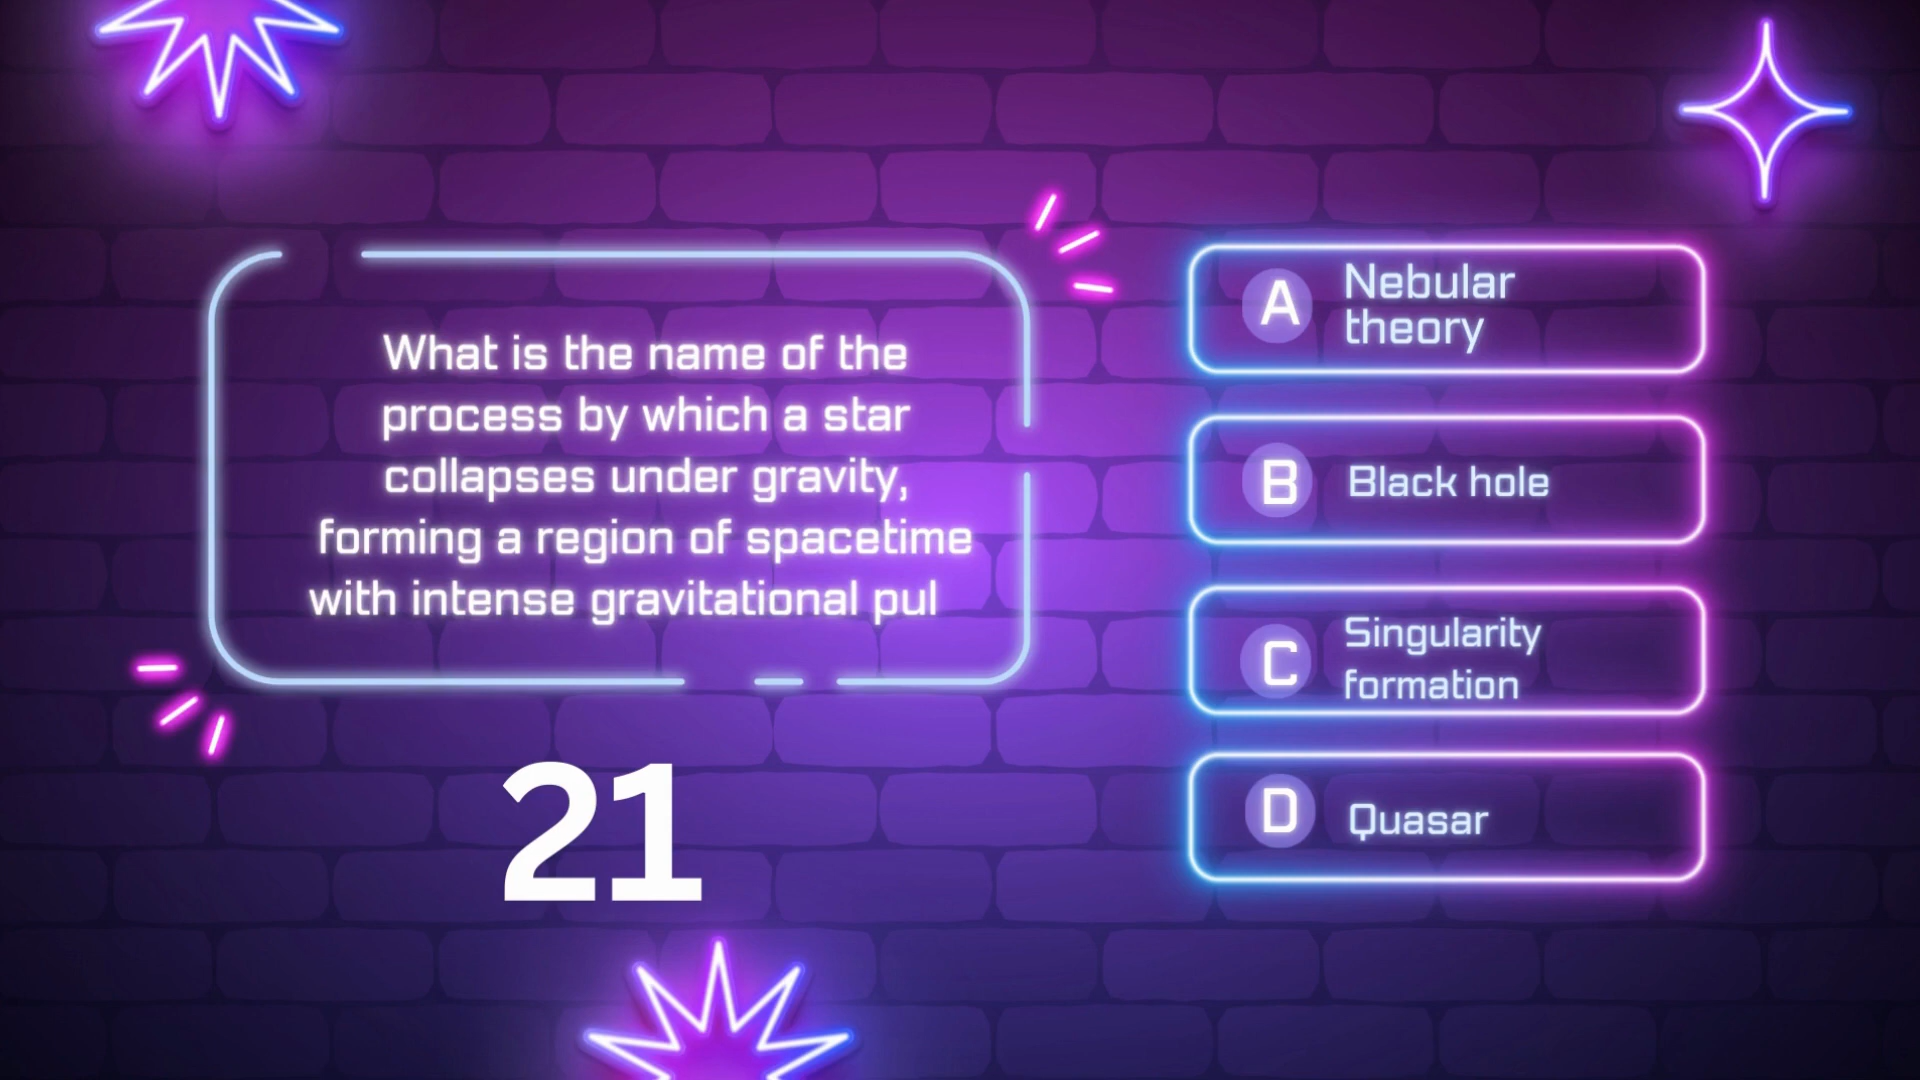 What is the name of the
process by which a star
collapses under gravity,
forming a region of spacetime
with intense gravitational pul
21
A
Nebular
theory
B
Black hole
C
Singularity
formation
D
Quasar